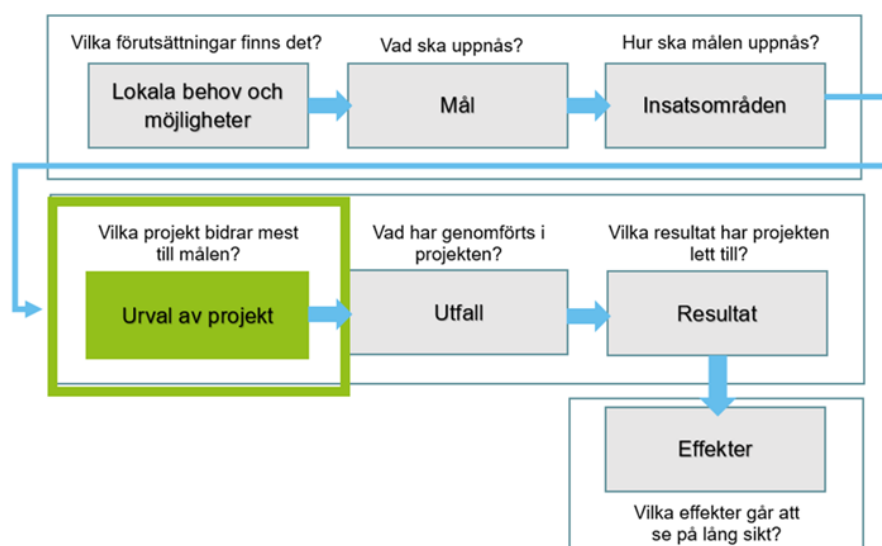 Vilka förutsättningar finns det?
Vad ska uppnås?
Hur ska målen uppnås?
Lokala behov och
möjligheter
Mål
Insatsområden
Vilka projekt bidrar mest
till målen?
Vad har genomförts i
projekten?
Vilka resultat har projekten
lett till?
Urval av projekt
Utfall
Resultat
Effekter
Vilka effekter går att
se på lång sikt?